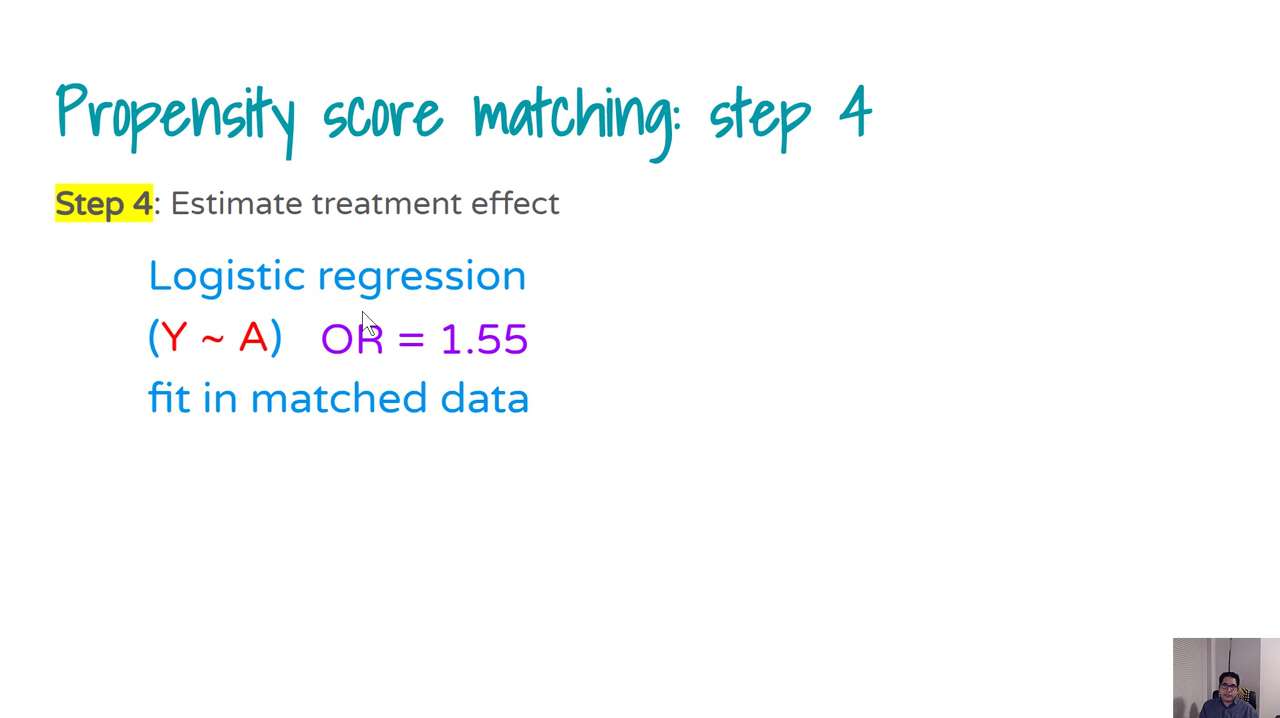 Propensity score matching: step 4
Step 4: Estimate treatment effect
Logistic regression
(Y ~ A) OR = 1.55
fit in matched data